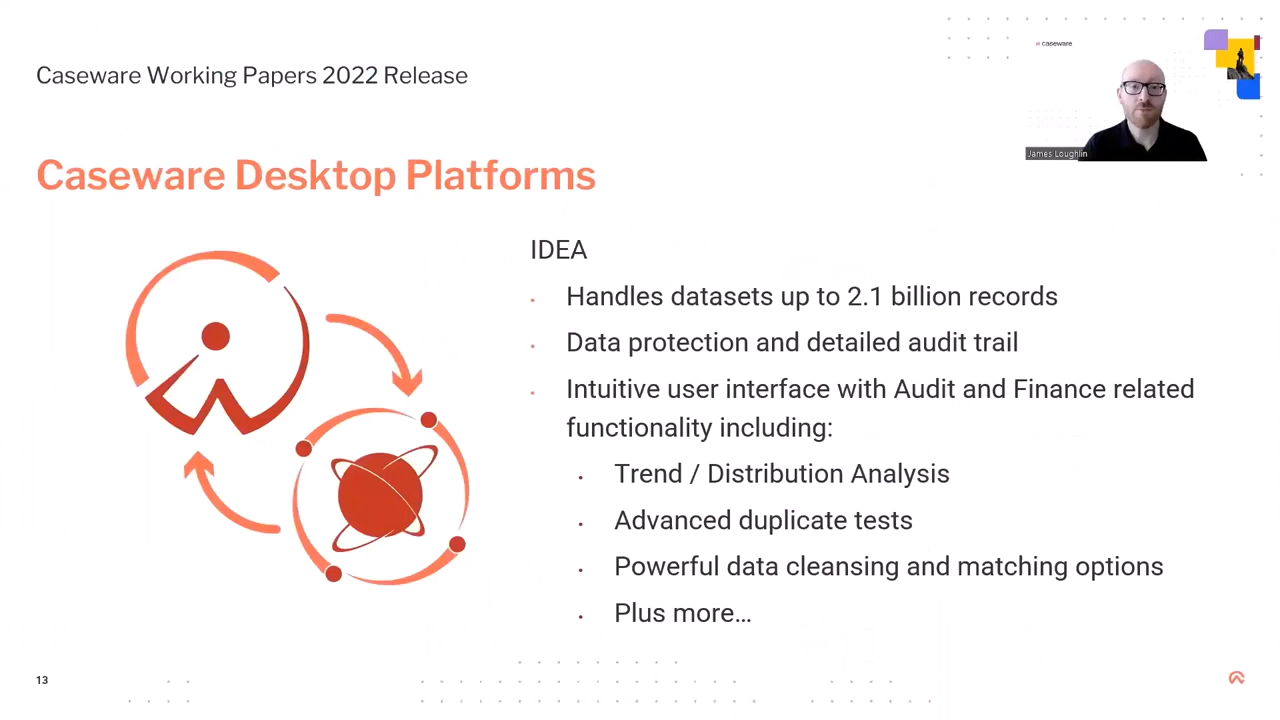 caseware
Caseware Working Papers 2022 Release
James Loughlin
Caseware Desktop Platforms
IDEA
Handles datasets up to 2.1 billion records
Data protection and detailed audit trail
Intuitive user interface with Audit and Finance related
functionality including:
Trend / Distribution Analysis
Advanced duplicate tests
Powerful data cleansing and matching options
Plus more…
13